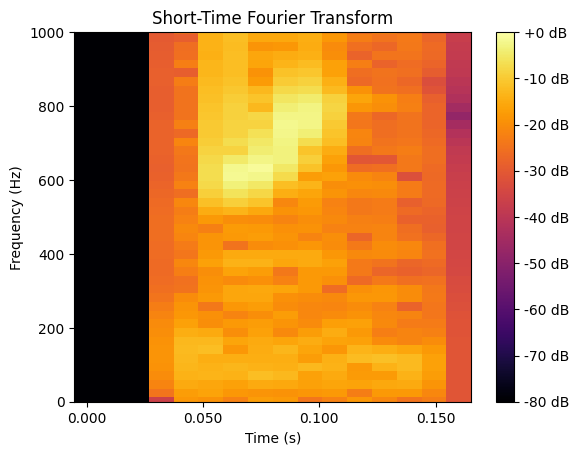 Short-Time Fourier Transform
1000
800
600
400
200
0
Frequency (Hz)
0.000
0.050
0.100
0.150
Time (s)
+0 dB
-10 dB
-20 dB
-30 dB
-40 dB
-50 dB
-60 dB
-70 dB
-80 dB